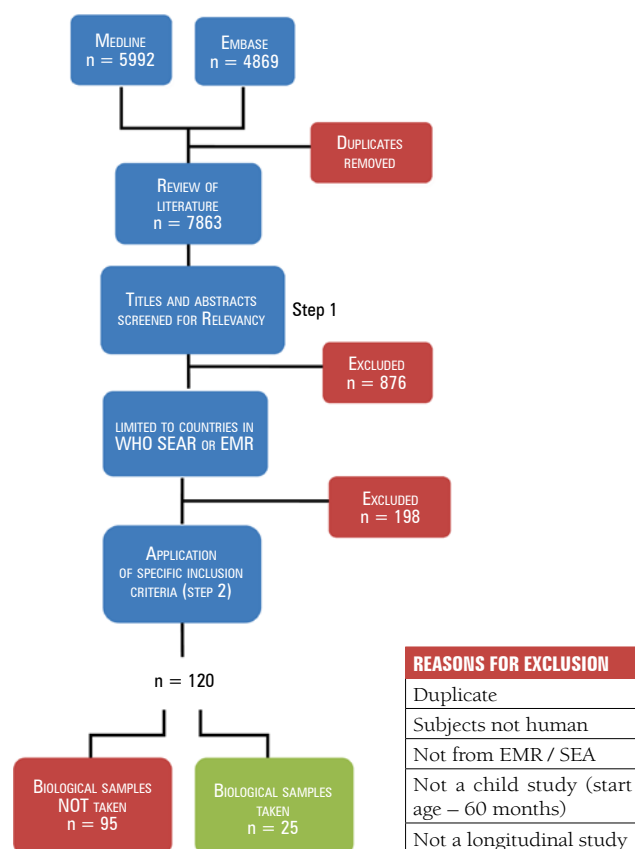 Medline
n = 5992
Embase
n = 4869
Duplicates
removed
Review of
literature
n = 7863
Titles and abstracts
screened for Relevancy
Step 1
Excluded
n = 876
limited to countries in
WHO SEAR or EMR
Excluded
n = 198
Application
of specific inclusion
criteria (step 2)
n = 120
Biological samples
NOT taken
n = 95
Biological samples
taken
n = 25
REASONS FOR EXCLUSION
Duplicate
Subjects not human
Not from EMR / SEA
Not a child study (start
age – 60 months)
Not a longitudinal study